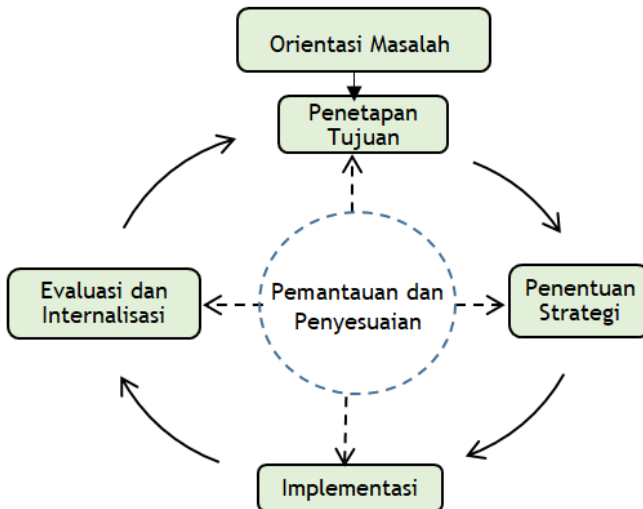 Orientasi Masalah
Penetapan
Tujuan
Evaluasi dan
Internalisasi
Pemantauan dan
Penyesuaian
Penentuan
Strategi
Implementasi